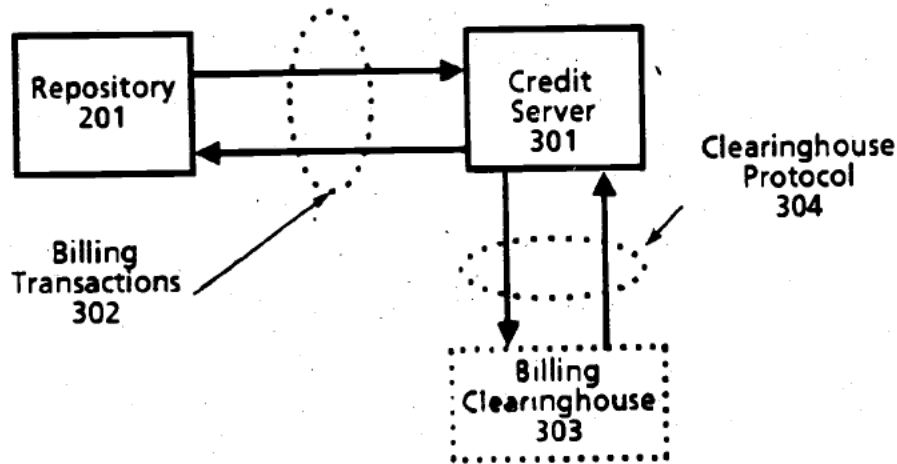 Repository
201
Credit
Server
301
Clearinghouse
Protocol
304
Billing
Transactions
302
Billing
Clearinghouse
303